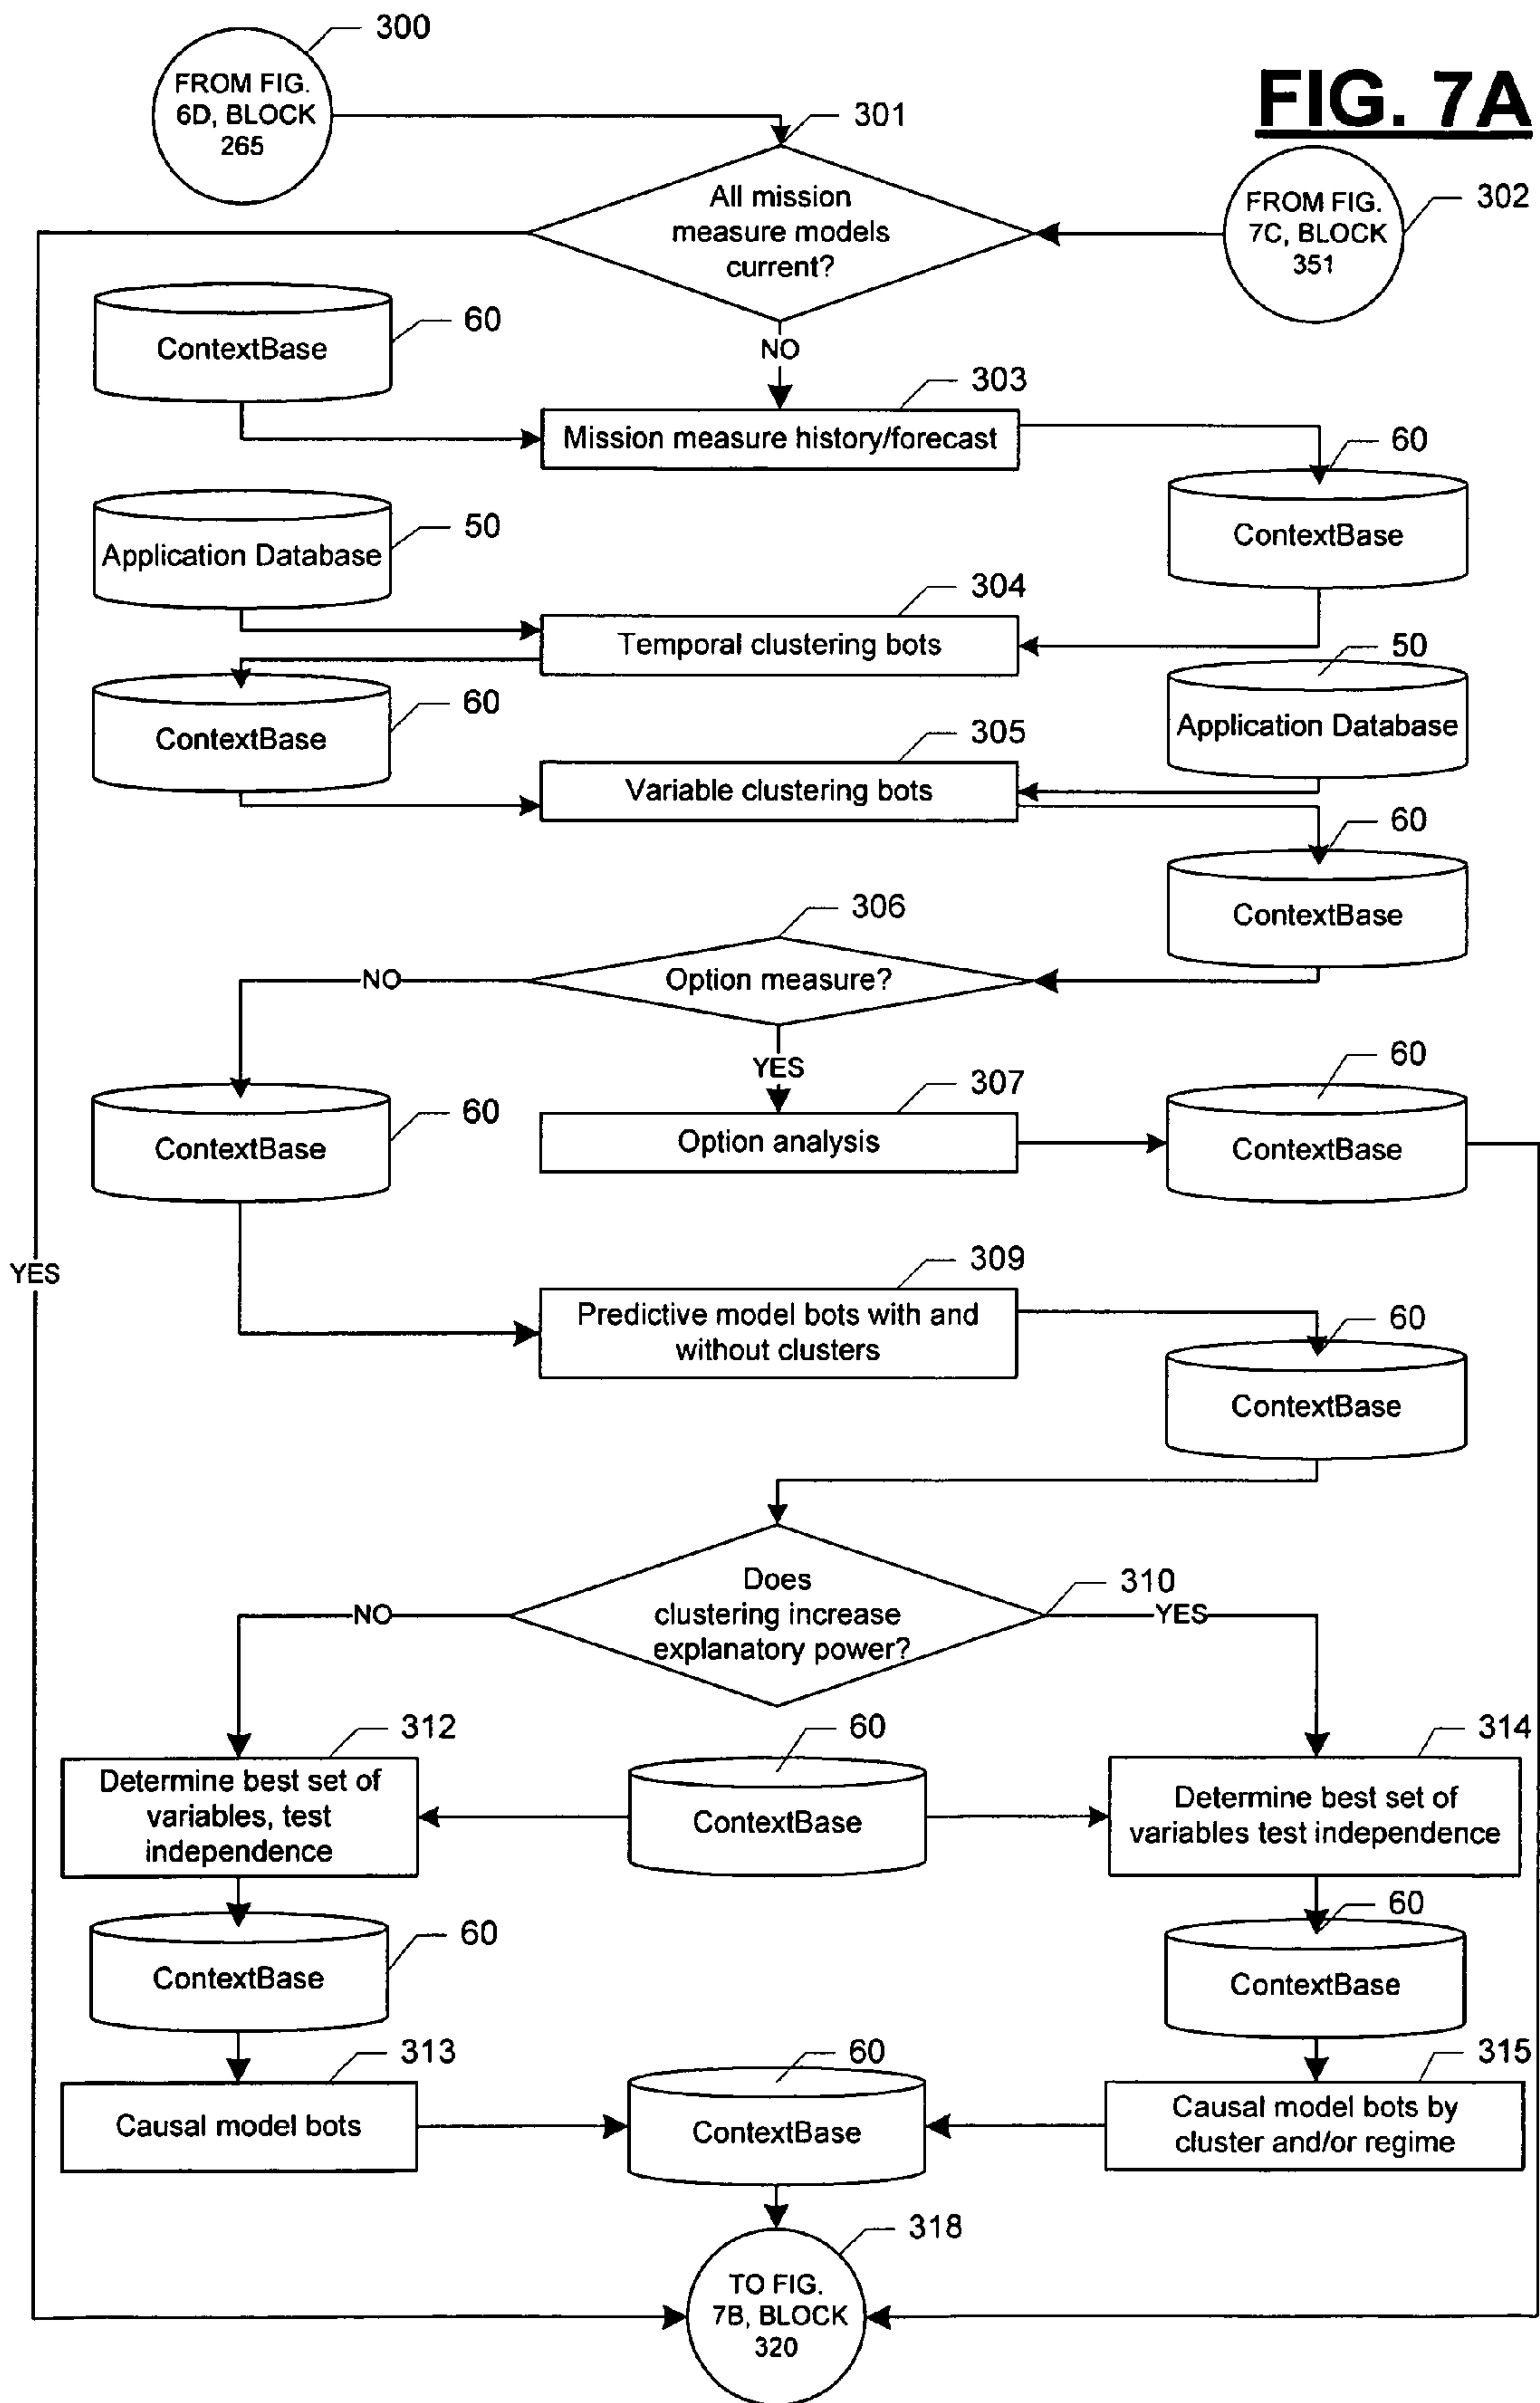 300
FROM FIG.
6D, BLOCK
265
FIG. 7A
301
All mission
measure models
current?
302
FROM FIG.
7C, BLOCK
351
60
ContextBase
NO
303
Mission measure history/forecast
60
ContextBase
50
Application Database
304
Temporal clustering bots
50
Application Database
60
ContextBase
305
Variable clustering bots
60
ContextBase
306
Option measure?
NO
YES
60
ContextBase
307
Option analysis
60
ContextBase
YES
309
Predictive model bots with and
without clusters
60
ContextBase
310
Does
clustering increase
explanatory power?
NO
YES
312
Determine best set of
variables, test
independence
60
ContextBase
314
Determine best set of
variables test independence
60
ContextBase
60
ContextBase
313
Causal model bots
60
ContextBase
315
Causal model bots by
cluster and/or regime
318
TO FIG.
7B, BLOCK
320